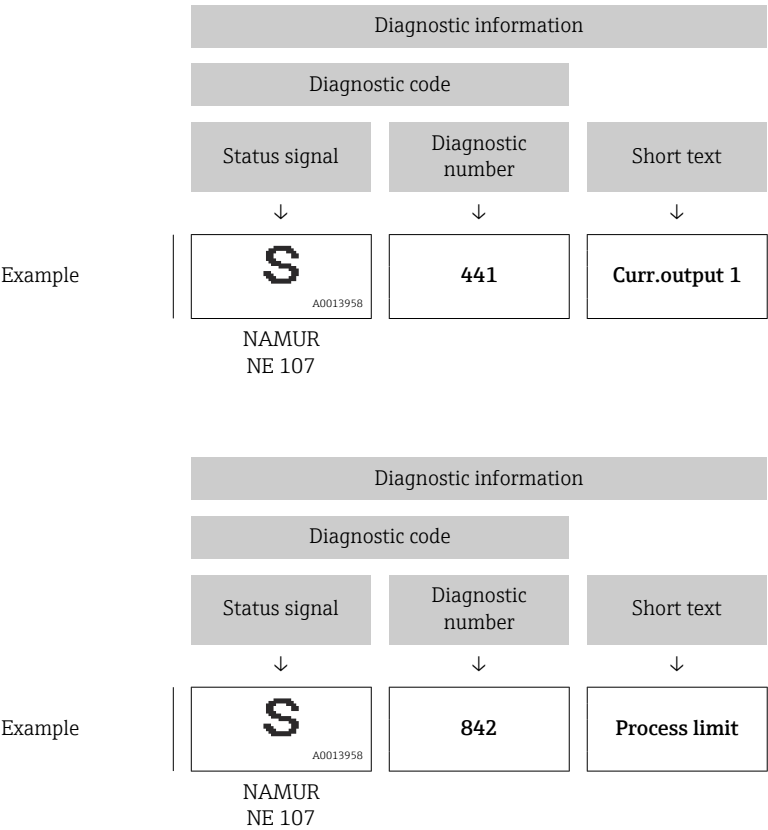 Diagnostic information
Diagnostic code
Status signal
Diagnostic
number
Short text
↓ ↓ ↓
Example
S
441
Curr.output 1
A0013958
NAMUR
NE 107
Diagnostic information
Diagnostic code
Status signal
Diagnostic
number
Short text
↓ ↓ ↓
Example
S
842
Process limit
A0013958
NAMUR
NE 107